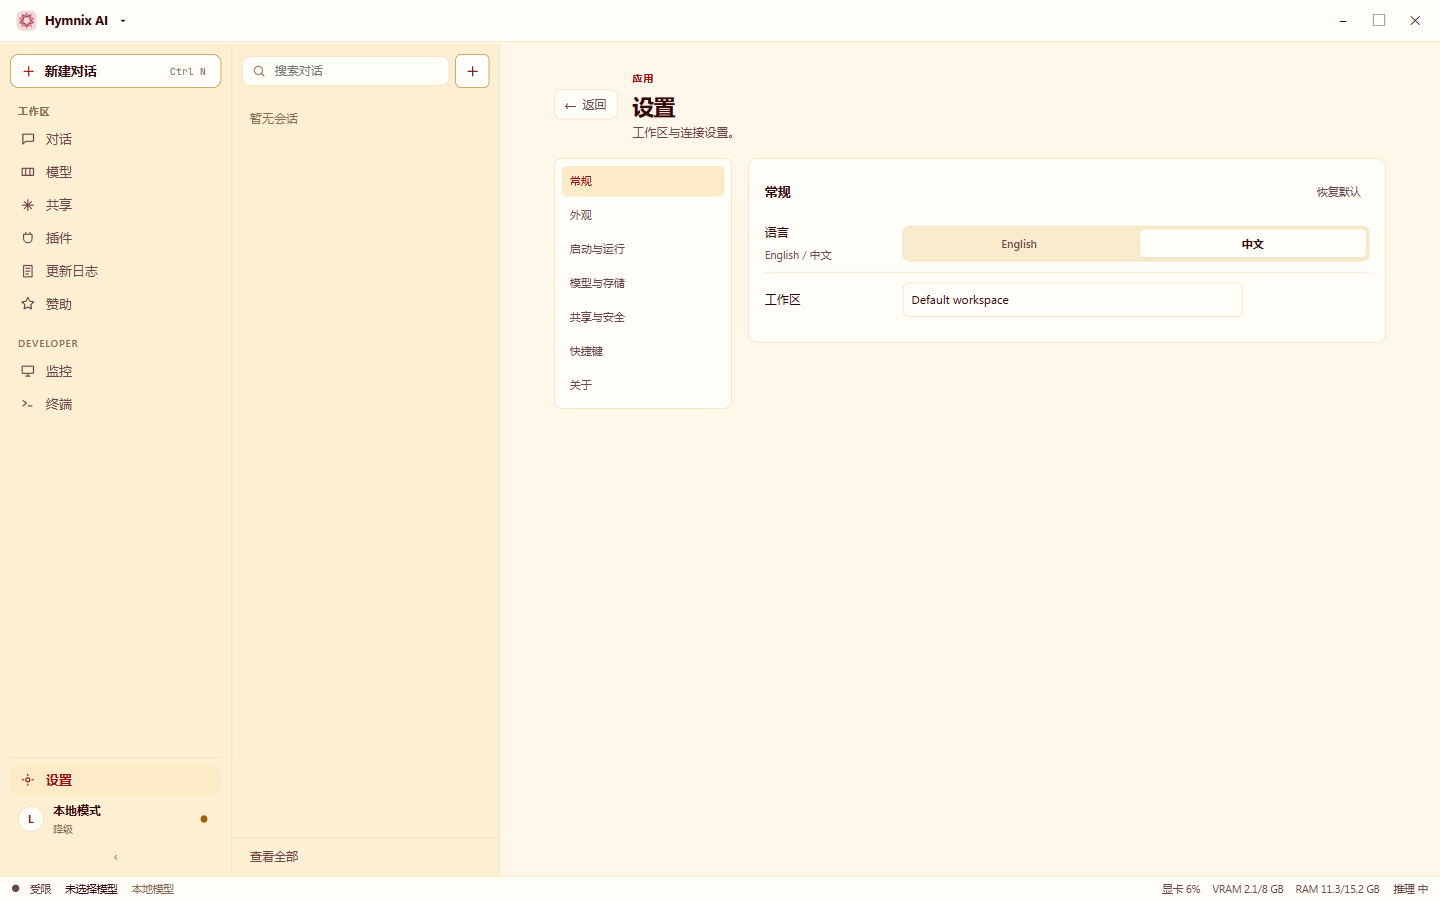 Hymnix AI
新建对话 Ctrl N
工作区
对话
模型
共享
插件
更新日志
赞助
DEVELOPER
监控
终端
设置
L
本地模式
降级
搜索对话
暂无会话
查看全部
← 返回
应用
设置
工作区与连接设置。
常规
外观
启动与运行
模型与存储
共享与安全
快捷键
关于
常规 恢复默认
语言
English / 中文
English 中文
工作区 Default workspace
受限 未选择模型 本地模型 显卡 6% VRAM 2.1/8 GB RAM 11.3/15.2 GB 推理 中